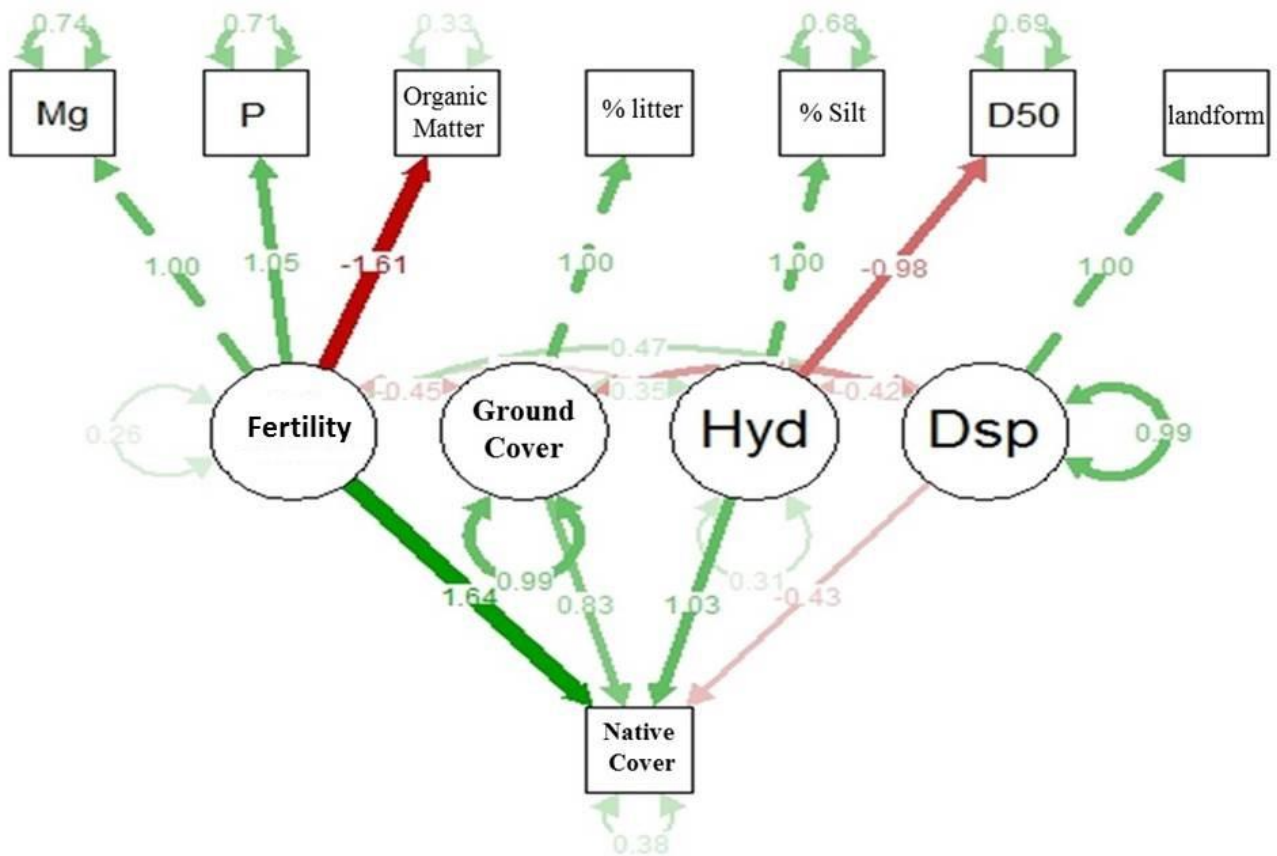 0.74
0.71
0.33
0.68
0.69
Mg
P
Organic
Matter
% litter
% Silt
D50
landform
1.00
1.05
-1.61
1.00
1.00
-0.98
1.00
0.47
-0.45
0.35
-0.42
0.26
Fertility
Ground
Cover
Hyd
Dsp
0.99
0.99
0.31
1.64
0.83
1.03
-0.43
Native
Cover
0.38